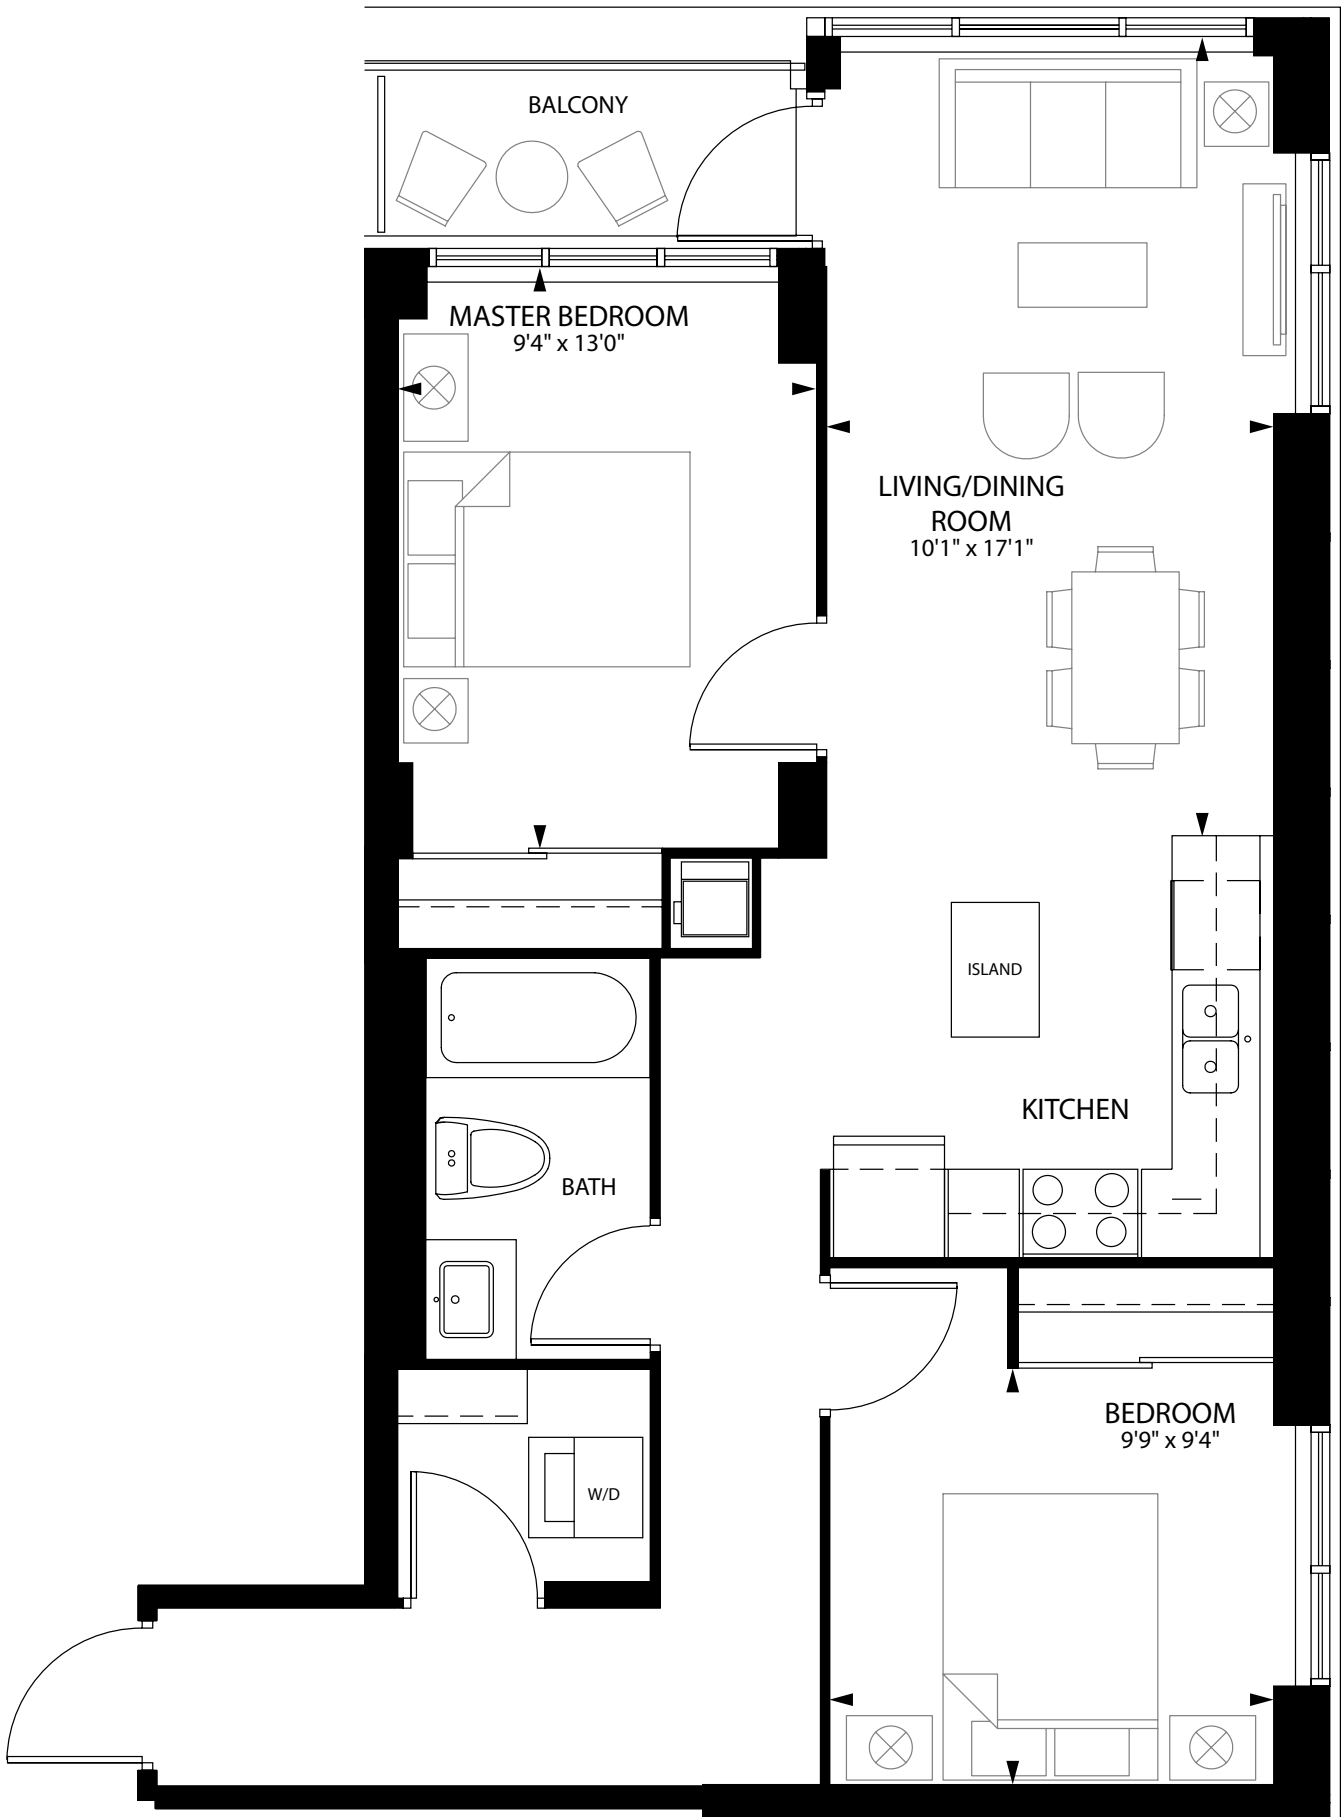 BALCONY
MASTER BEDROOM
9'4" x 13'0"
LIVING/DINING
ROOM
10'1" x 17'1"
ISLAND
KITCHEN
BATH
BEDROOM
9'9" x 9'4"
W/D